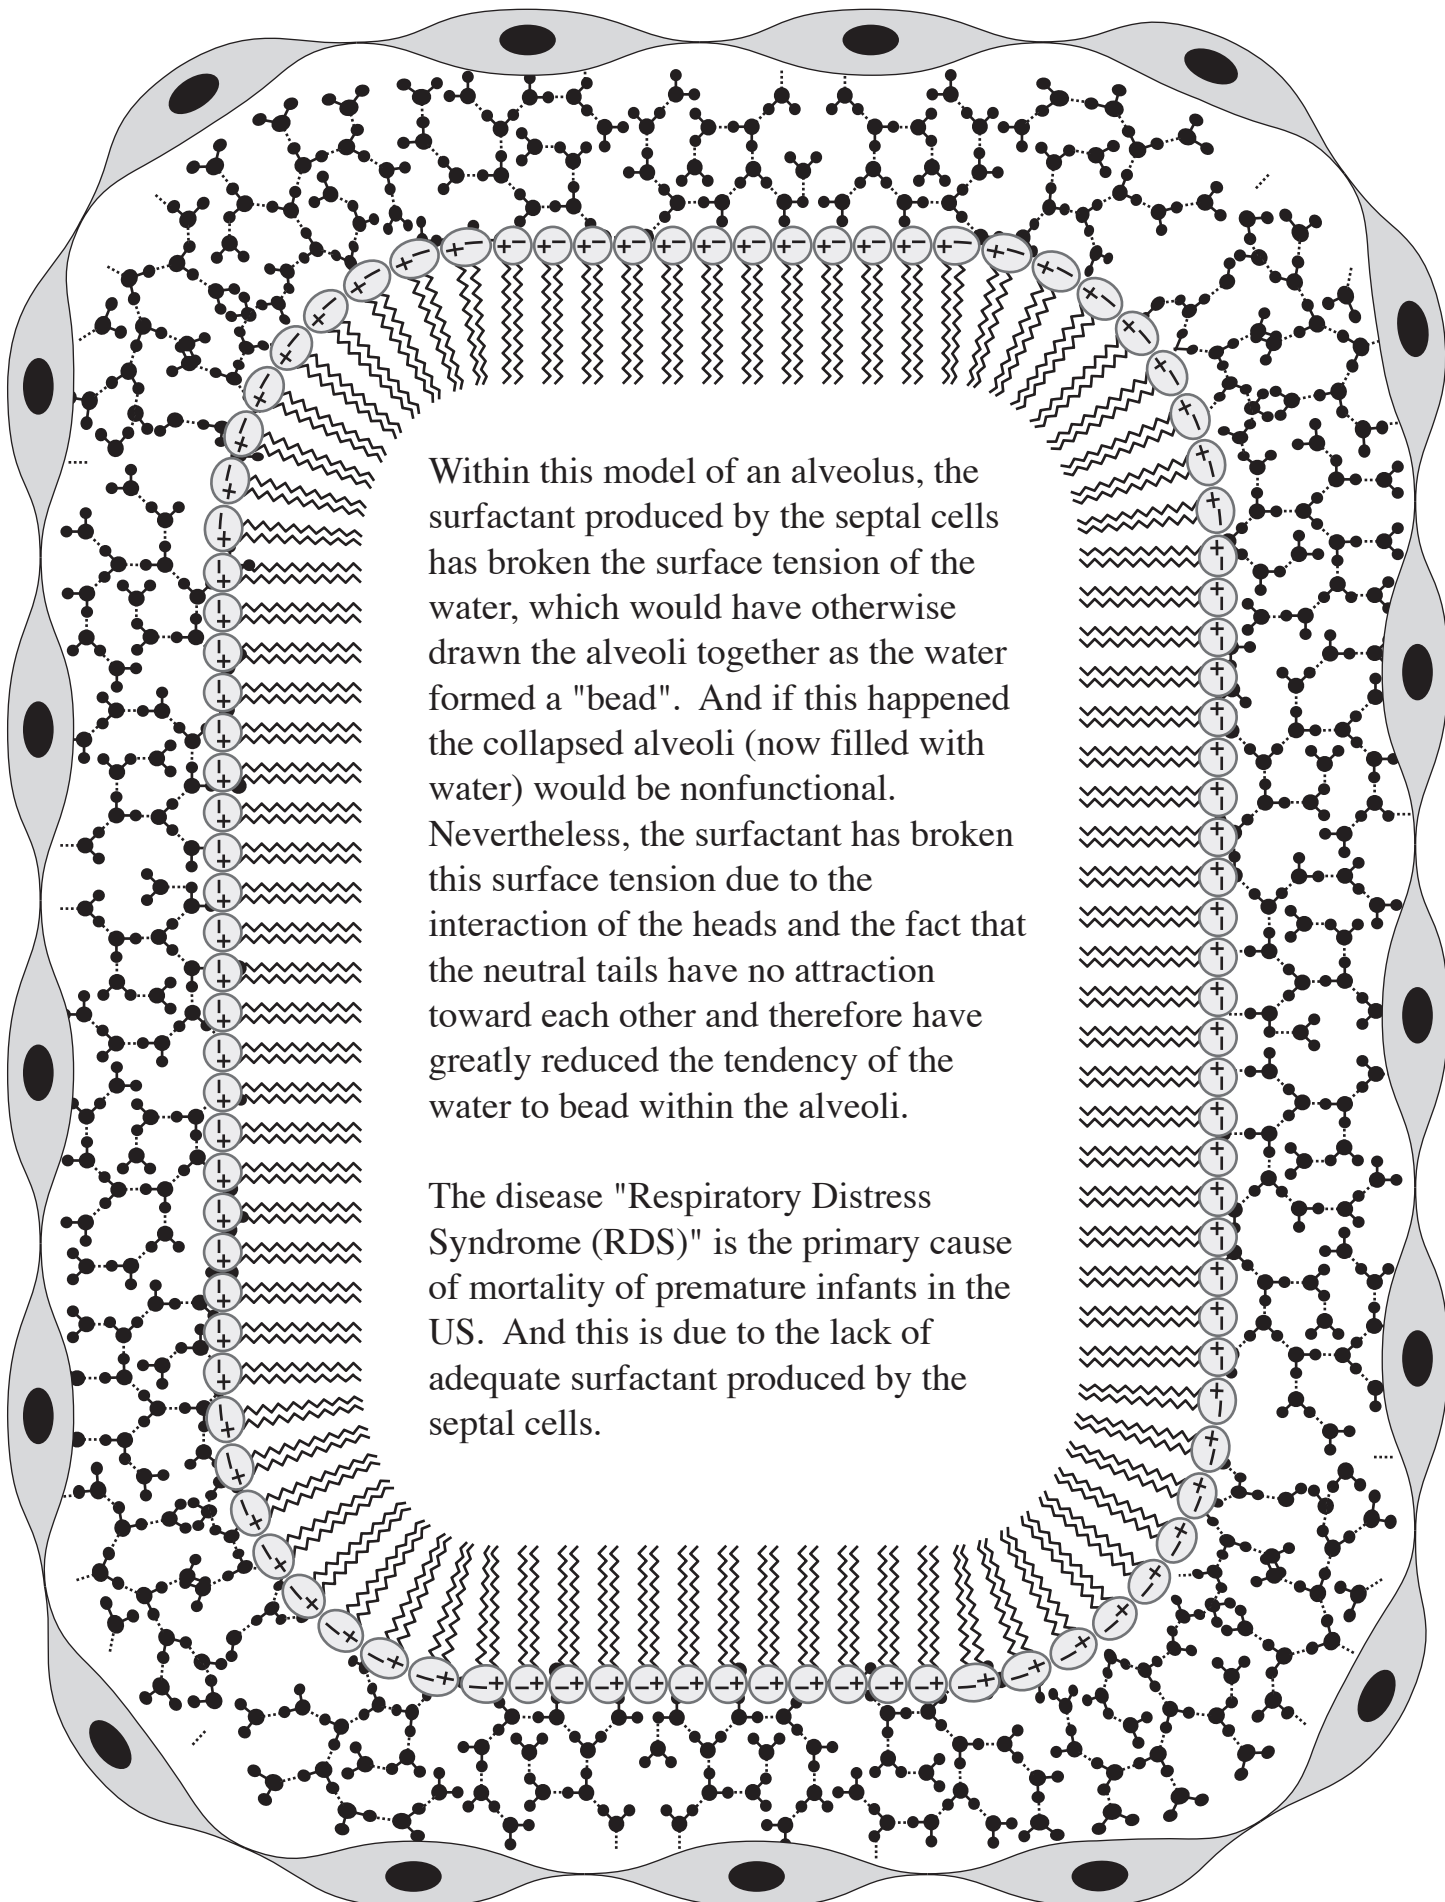 Within this model of an alveolus, the
surfactant produced by the septal cells
has broken the surface tension of the
water, which would have otherwise
drawn the alveoli together as the water
formed a "bead".  And if this happened
the collapsed alveoli (now filled with
water) would be nonfunctional.
Nevertheless, the surfactant has broken
this surface tension due to the
interaction of the heads and the fact that
the neutral tails have no attraction
toward each other and therefore have
greatly reduced the tendency of the
water to bead within the alveoli.
The disease "Respiratory Distress
Syndrome (RDS)" is the primary cause
of mortality of premature infants in the
US.  And this is due to the lack of
adequate surfactant produced by the
septal cells.